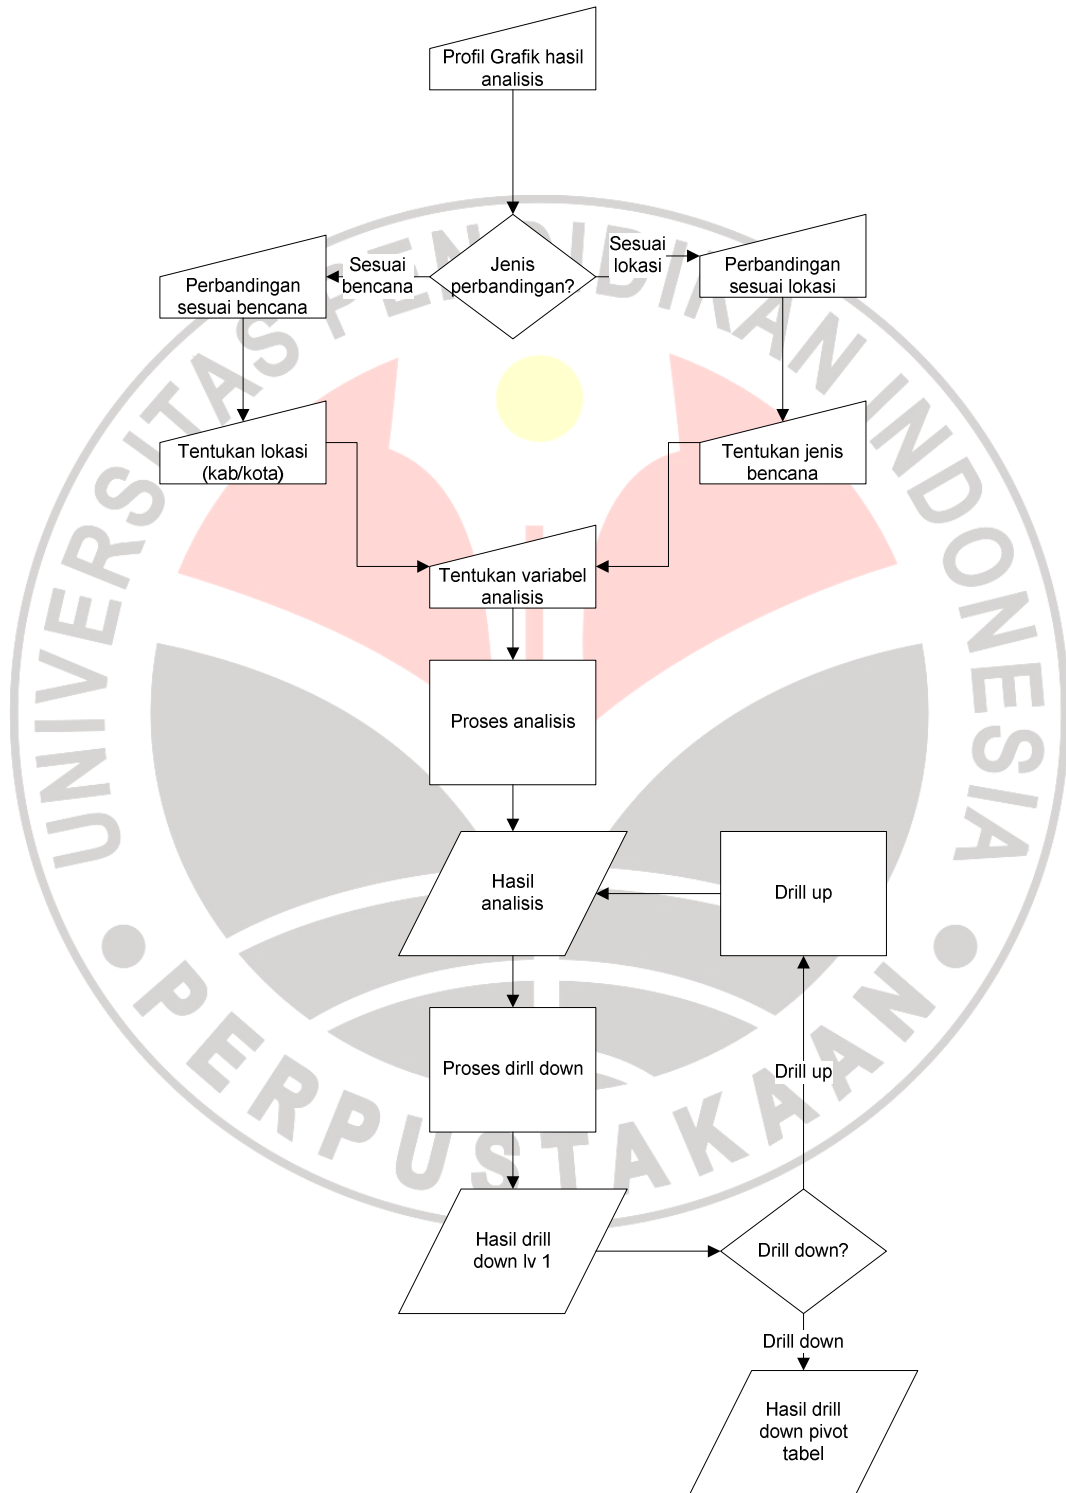 Profil Grafik hasil
analisis
Jenis
perbandingan?
Sesuai
bencana
Sesuai
lokasi
Perbandingan
sesuai bencana
Perbandingan
sesuai lokasi
Tentukan lokasi
(kab/kota)
Tentukan jenis
bencana
Tentukan variabel
analisis
Proses analisis
Hasil
analisis
Drill up
Proses dirll down
Drill up
Hasil drill
down lv 1
Drill down?
Drill down
Hasil drill
down pivot
tabel
UNIVERSITAS PENDIDIKAN INDONESIA
PERPUSTAKAAN